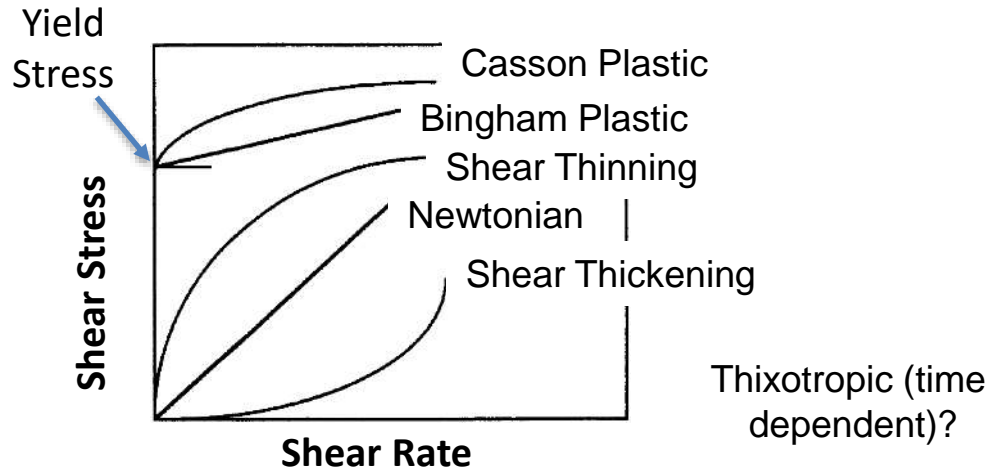 Yield
Stress
Casson Plastic
Bingham Plastic
Shear Thinning
Newtonian
Shear Thickening
Shear Stress
Shear Rate
Thixotropic (time
dependent)?